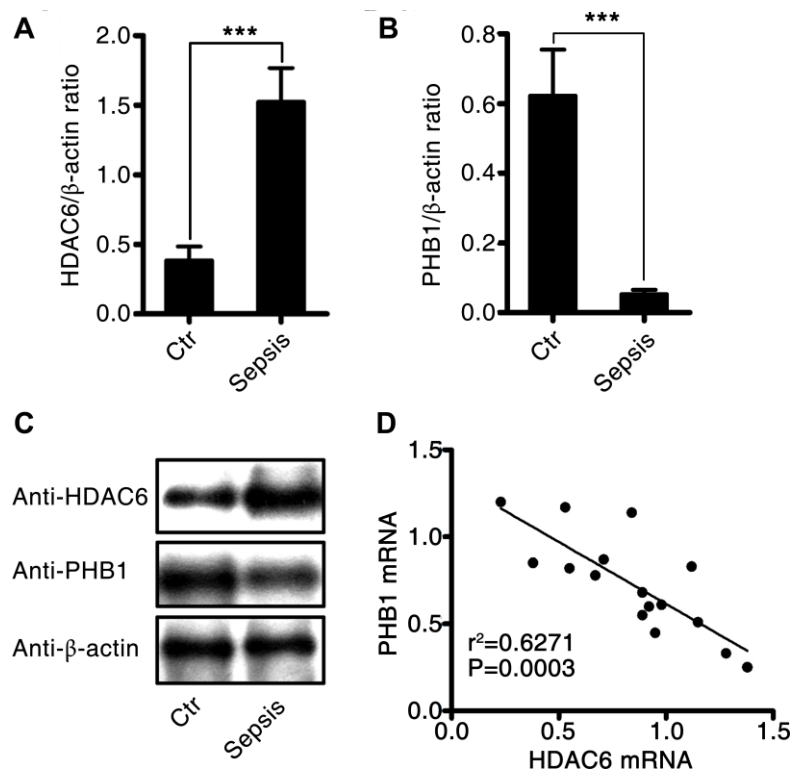 A
HDAC6/β-actin ratio
2.0
1.5
1.0
0.5
0.0
***
Ctr
Sepsis
B
PHB1/β-actin ratio
0.8
0.6
0.4
0.2
0.0
***
Ctr
Sepsis
C
Anti-HDAC6
Anti-PHB1
Anti-β-actin
Ctr
Sepsis
D
PHB1 mRNA
1.5
1.0
0.5
0.0
r²=0.6271
P=0.0003
0.0 0.5 1.0 1.5
HDAC6 mRNA